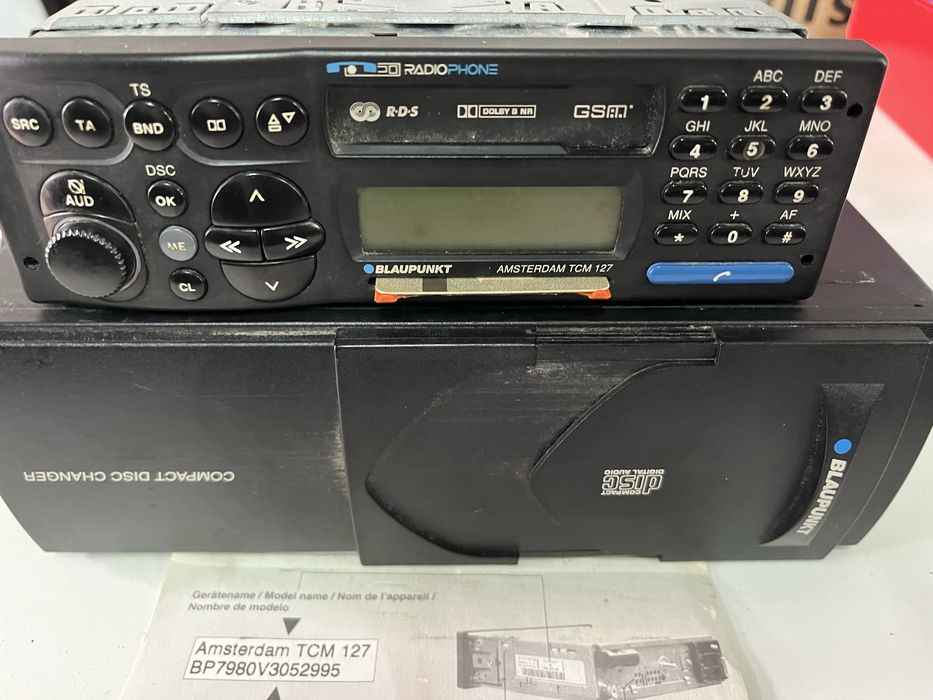 RADIOPHONE
TS
SRC TA BND
R·D·S DOLBY B NR GSM
ABC DEF
1 2 3
GHI JKL MNO
4 5 6
PQRS TUV WXYZ
7 8 9
MIX + AF
* 0 #
DSC
AUD OK
ME
CL
BLAUPUNKT AMSTERDAM TCM 127
COMPACT DISC CHANGER
COMPACT
disc
DIGITAL AUDIO
BLAUPUNKT
Gerätename / Model name / Nom de l'appareil /
Nombre de modelo
Amsterdam TCM 127
BP7980V3052995